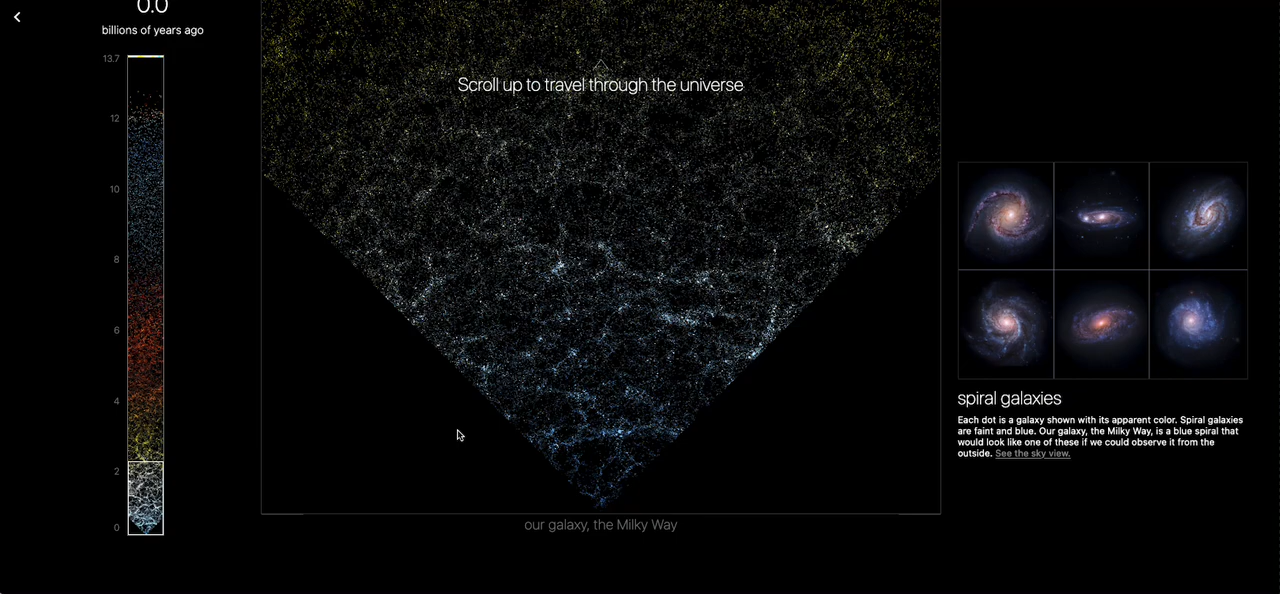 0.0
billions of years ago
13.7
12
10
8
6
4
2
0
Scroll up to travel through the universe
our galaxy, the Milky Way
spiral galaxies
Each dot is a galaxy shown with its apparent color. Spiral galaxies
are faint and blue. Our galaxy, the Milky Way, is a blue spiral that
would look like one of these if we could observe it from the
outside. See the sky view.